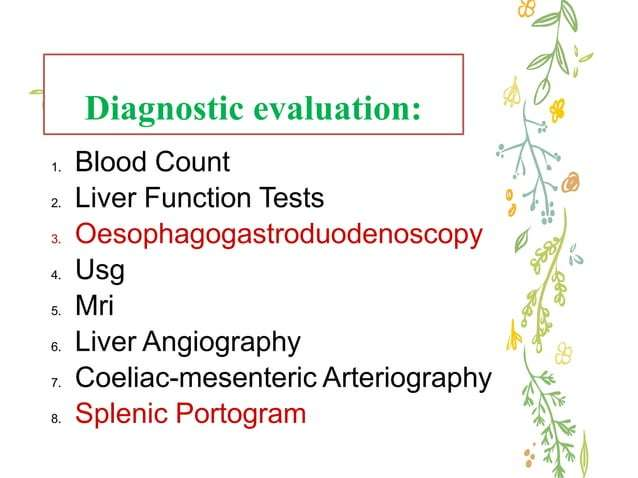 Diagnostic evaluation:
1. Blood Count
2. Liver Function Tests
3. Oesophagogastroduodenoscopy
4. Usg
5. Mri
6. Liver Angiography
7. Coeliac-mesenteric Arteriography
8. Splenic Portogram